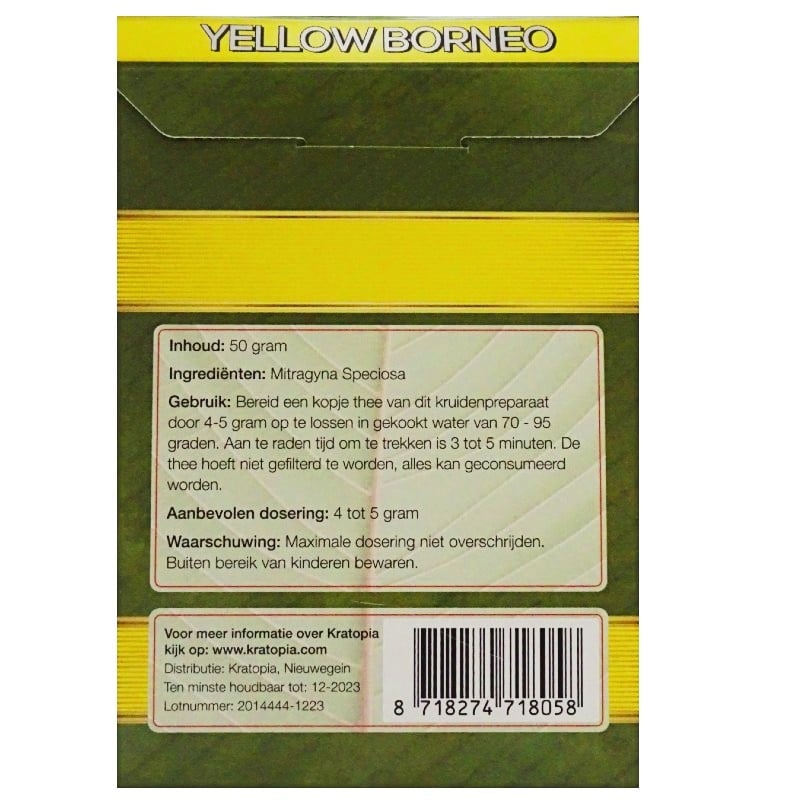 YELLOW BORNEO
Inhoud: 50 gram
Ingrediënten: Mitragyna Speciosa
Gebruik: Bereid een kopje thee van dit kruidenpreparaat
door 4-5 gram op te lossen in gekookt water van 70 - 95
graden. Aan te raden tijd om te trekken is 3 tot 5 minuten. De
thee hoeft niet gefilterd te worden, alles kan geconsumeerd
worden.
Aanbevolen dosering: 4 tot 5 gram
Waarschuwing: Maximale dosering niet overschrijden.
Buiten bereik van kinderen bewaren.
Voor meer informatie over Kratopia
kijk op: www.kratopia.com
Distributie: Kratopia, Nieuwegein
Ten minste houdbaar tot: 12-2023
Lotnummer: 2014444-1223
8 718274 718058